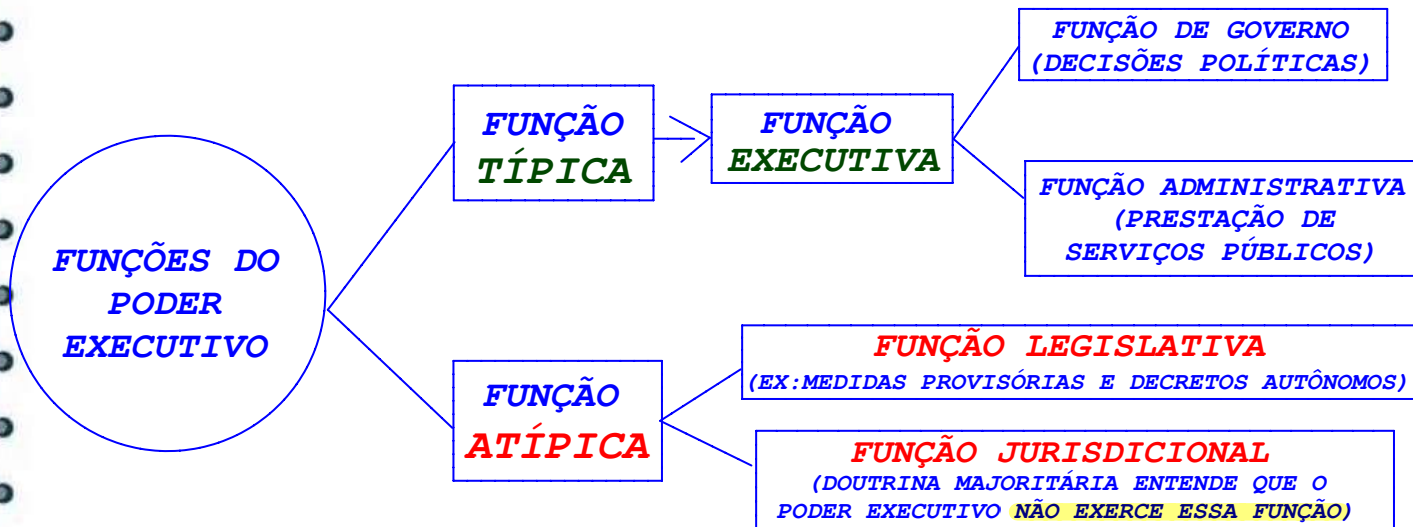 FUNÇÕES DO
PODER
EXECUTIVO
FUNÇÃO
TÍPICA
FUNÇÃO
EXECUTIVA
FUNÇÃO DE GOVERNO
(DECISÕES POLÍTICAS)
FUNÇÃO ADMINISTRATIVA
(PRESTAÇÃO DE
SERVIÇOS PÚBLICOS)
FUNÇÃO
ATÍPICA
FUNÇÃO LEGISLATIVA
(EX:MEDIDAS PROVISÓRIAS E DECRETOS AUTÔNOMOS)
FUNÇÃO JURISDICIONAL
(DOUTRINA MAJORITÁRIA ENTENDE QUE O
PODER EXECUTIVO NÃO EXERCE ESSA FUNÇÃO)